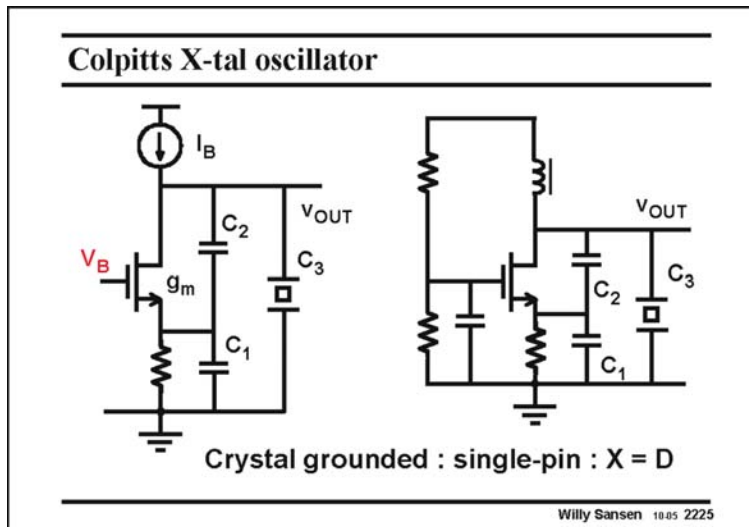 Colpitts X-tal oscillator
I_B
v_OUT
C_2
V_B
g_m
C_3
C_1
v_OUT
C_3
C_2
C_1
Crystal grounded : single-pin : X = D
Willy Sansen 10-05 2225